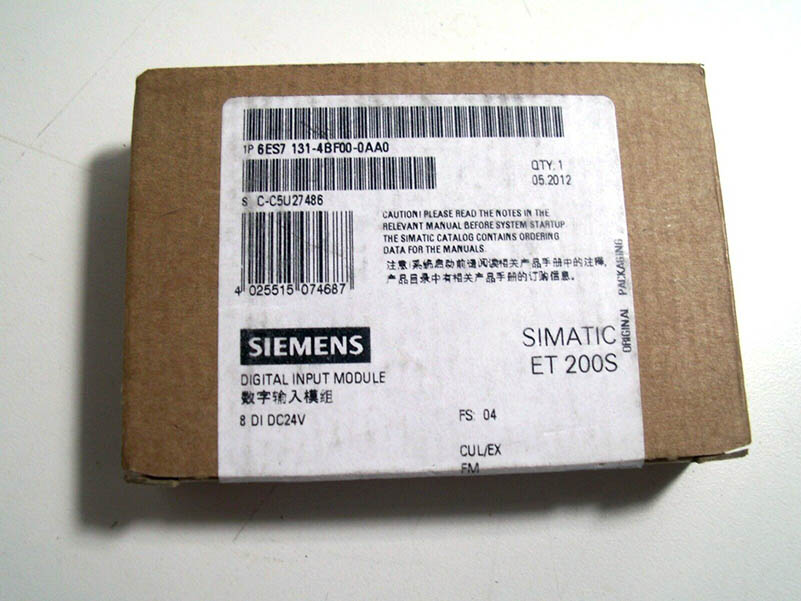 1P 6ES7 131-4BF00-0AA0
QTY. 1
05.2012
S C-C5U27486
CAUTION! PLEASE READ THE NOTES IN THE
RELEVANT MANUAL BEFORE SYSTEM STARTUP.
THE SIMATIC CATALOG CONTAINS ORDERING
DATA FOR THE MANUALS.
注意:系统启动前请阅读相关产品手册中的注释,
产品目录中有相关产品手册的订购信息。
4 025515 074687
ORIGINAL PACKAGING
SIEMENS
SIMATIC
ET 200S
DIGITAL INPUT MODULE
数字输入模组
8 DI DC24V
FS: 04
CUL/EX
FM